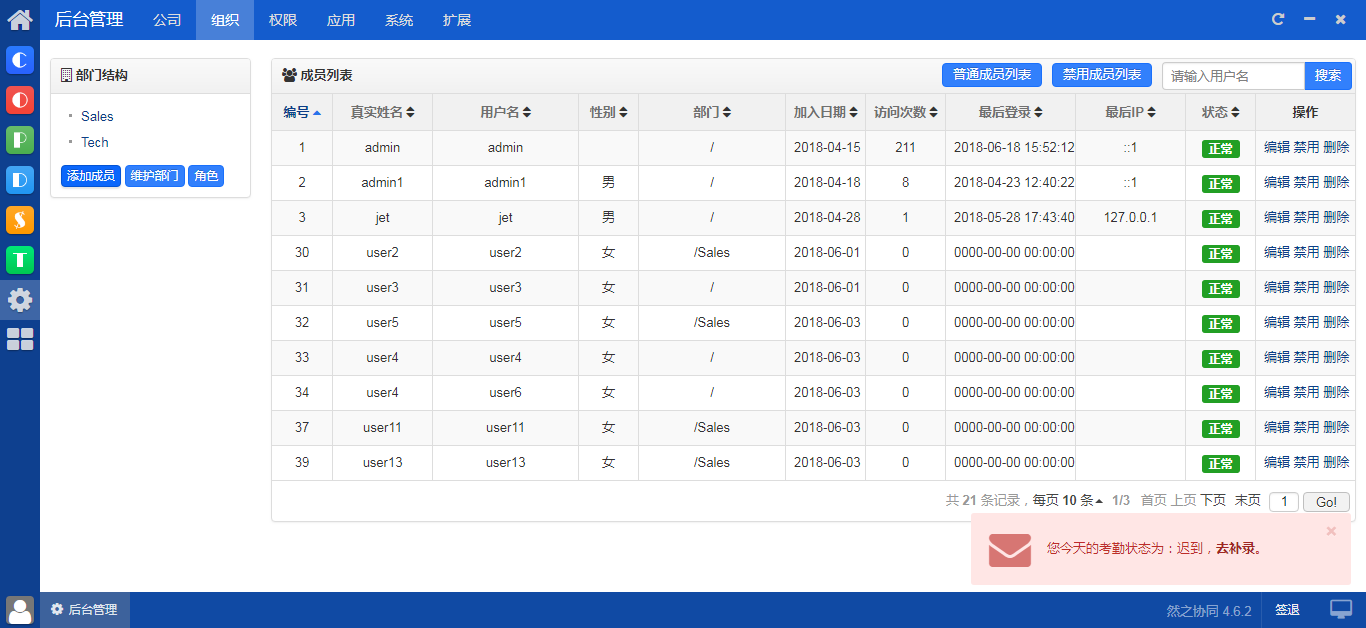 后台管理 公司 组织 权限 应用 系统 扩展
部门结构
Sales
Tech
添加成员 维护部门 角色
成员列表 普通成员列表 禁用成员列表 请输入用户名 搜索
编号 真实姓名 用户名 性别 部门 加入日期 访问次数 最后登录 最后IP 状态 操作
1 admin admin / 2018-04-15 211 2018-06-18 15:52:12 ::1 正常 编辑 禁用 删除
2 admin1 admin1 男 / 2018-04-18 8 2018-04-23 12:40:22 ::1 正常 编辑 禁用 删除
3 jet jet 男 / 2018-04-28 1 2018-05-28 17:43:40 127.0.0.1 正常 编辑 禁用 删除
30 user2 user2 女 /Sales 2018-06-01 0 0000-00-00 00:00:00 正常 编辑 禁用 删除
31 user3 user3 女 / 2018-06-01 0 0000-00-00 00:00:00 正常 编辑 禁用 删除
32 user5 user5 女 /Sales 2018-06-03 0 0000-00-00 00:00:00 正常 编辑 禁用 删除
33 user4 user4 女 / 2018-06-03 0 0000-00-00 00:00:00 正常 编辑 禁用 删除
34 user4 user6 女 / 2018-06-03 0 0000-00-00 00:00:00 正常 编辑 禁用 删除
37 user11 user11 女 /Sales 2018-06-03 0 0000-00-00 00:00:00 正常 编辑 禁用 删除
39 user13 user13 女 /Sales 2018-06-03 0 0000-00-00 00:00:00 正常 编辑 禁用 删除
共 21 条记录，每页 10 条 1/3 首页 上页 下页 末页 1 Go!
您今天的考勤状态为：迟到，去补录。
后台管理 然之协同 4.6.2 签退